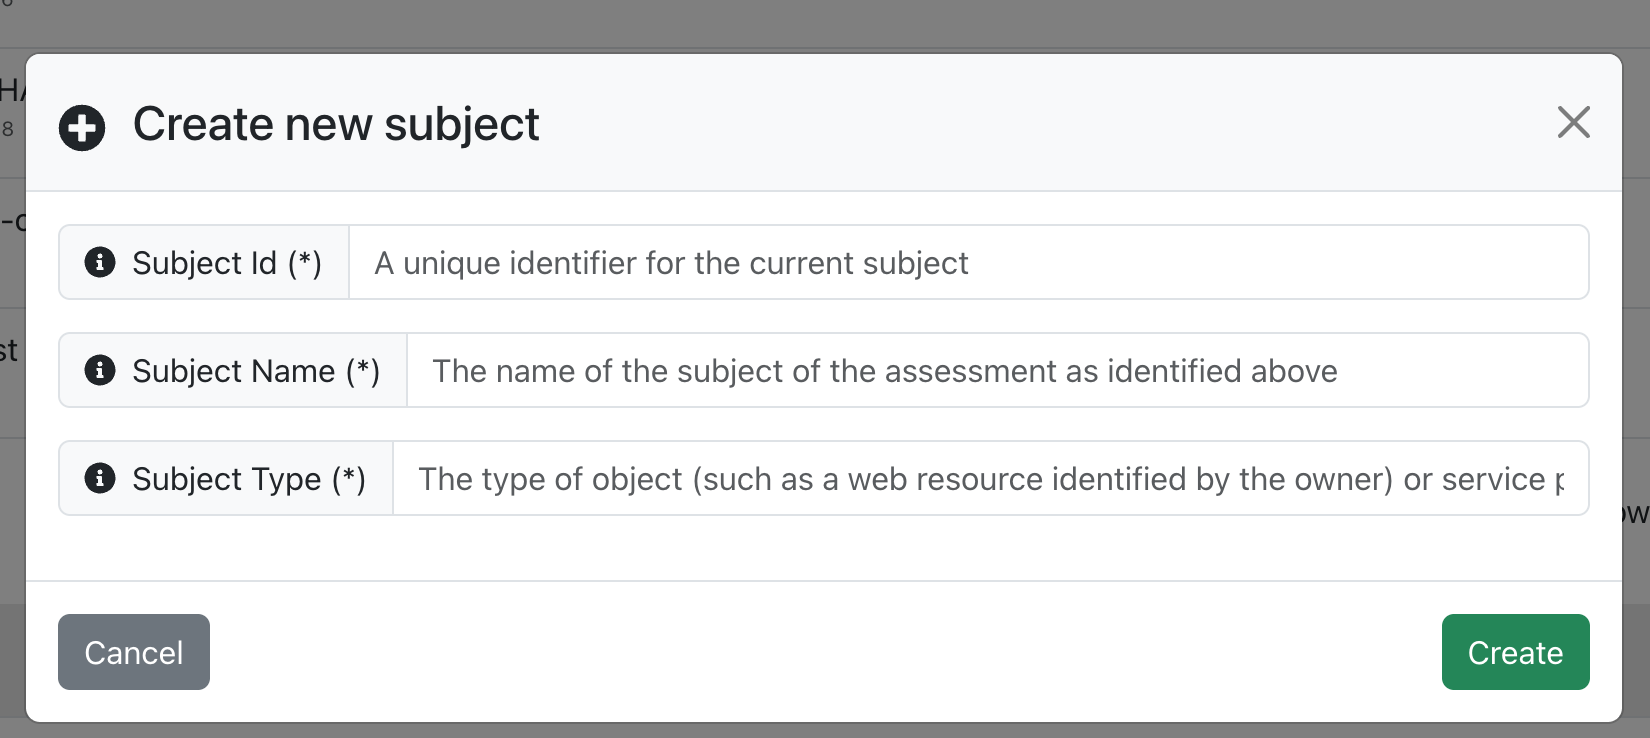 Create new subject
Subject Id (*) A unique identifier for the current subject
Subject Name (*) The name of the subject of the assessment as identified above
Subject Type (*) The type of object (such as a web resource identified by the owner) or service
Cancel Create